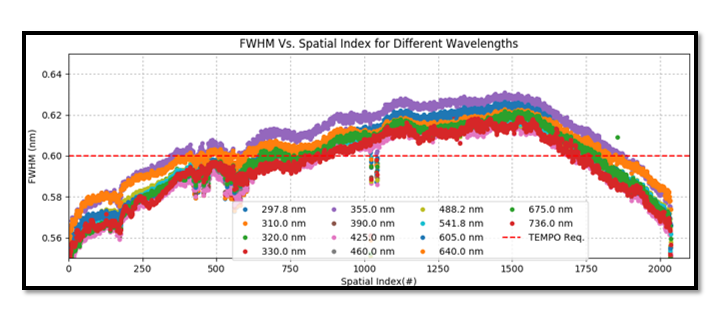 FWHM Vs. Spatial Index for Different Wavelengths
FWHM (nm)
0.64
0.62
0.60
0.58
0.56
297.8 nm 355.0 nm 488.2 nm 675.0 nm
310.0 nm 390.0 nm 541.8 nm 736.0 nm
320.0 nm 425.0 nm 605.0 nm TEMPO Req.
330.0 nm 460.0 nm 640.0 nm
0 250 500 750 1000 1250 1500 1750 2000
Spatial Index(#)